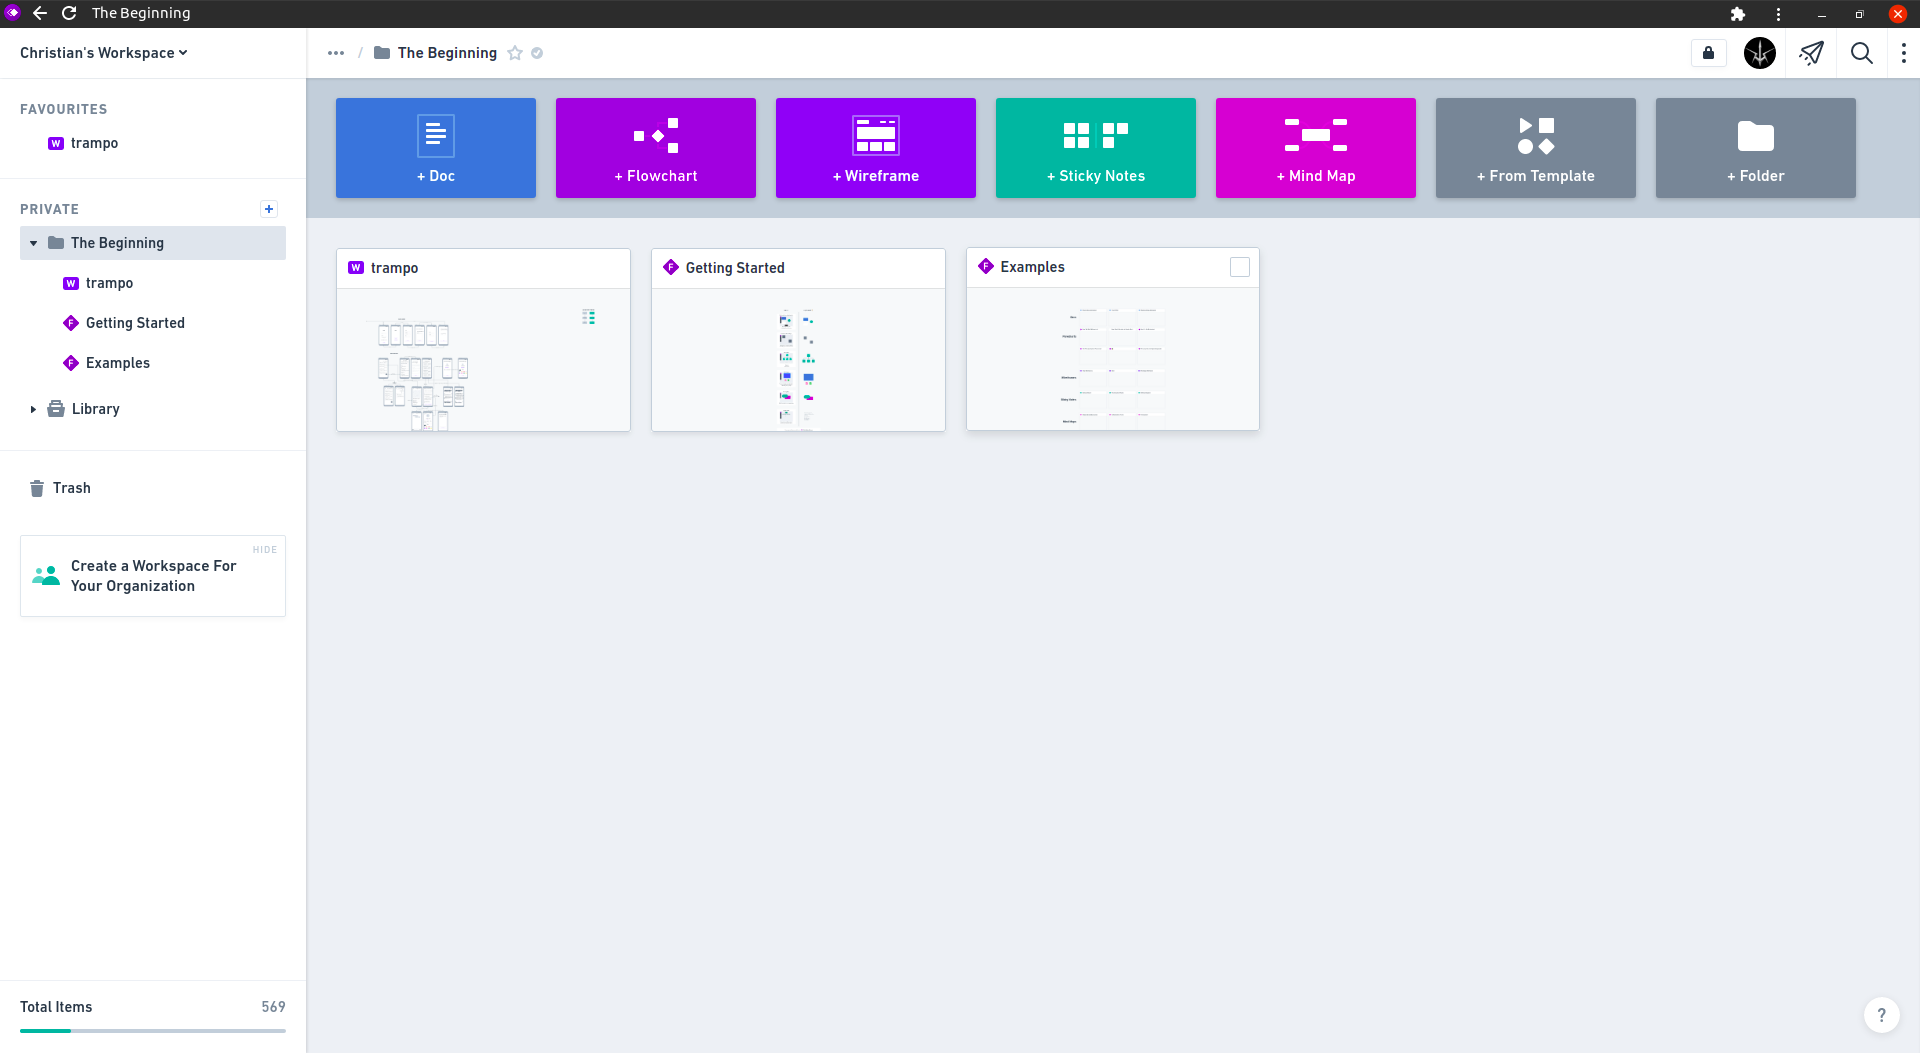 The Beginning
Christian's Workspace
/ The Beginning
FAVOURITES
W trampo
PRIVATE +
The Beginning
W trampo
F Getting Started
F Examples
Library
Trash
HIDE
Create a Workspace For
Your Organization
Total Items 569
+ Doc
+ Flowchart
+ Wireframe
+ Sticky Notes
+ Mind Map
+ From Template
+ Folder
W trampo
F Getting Started
F Examples
?